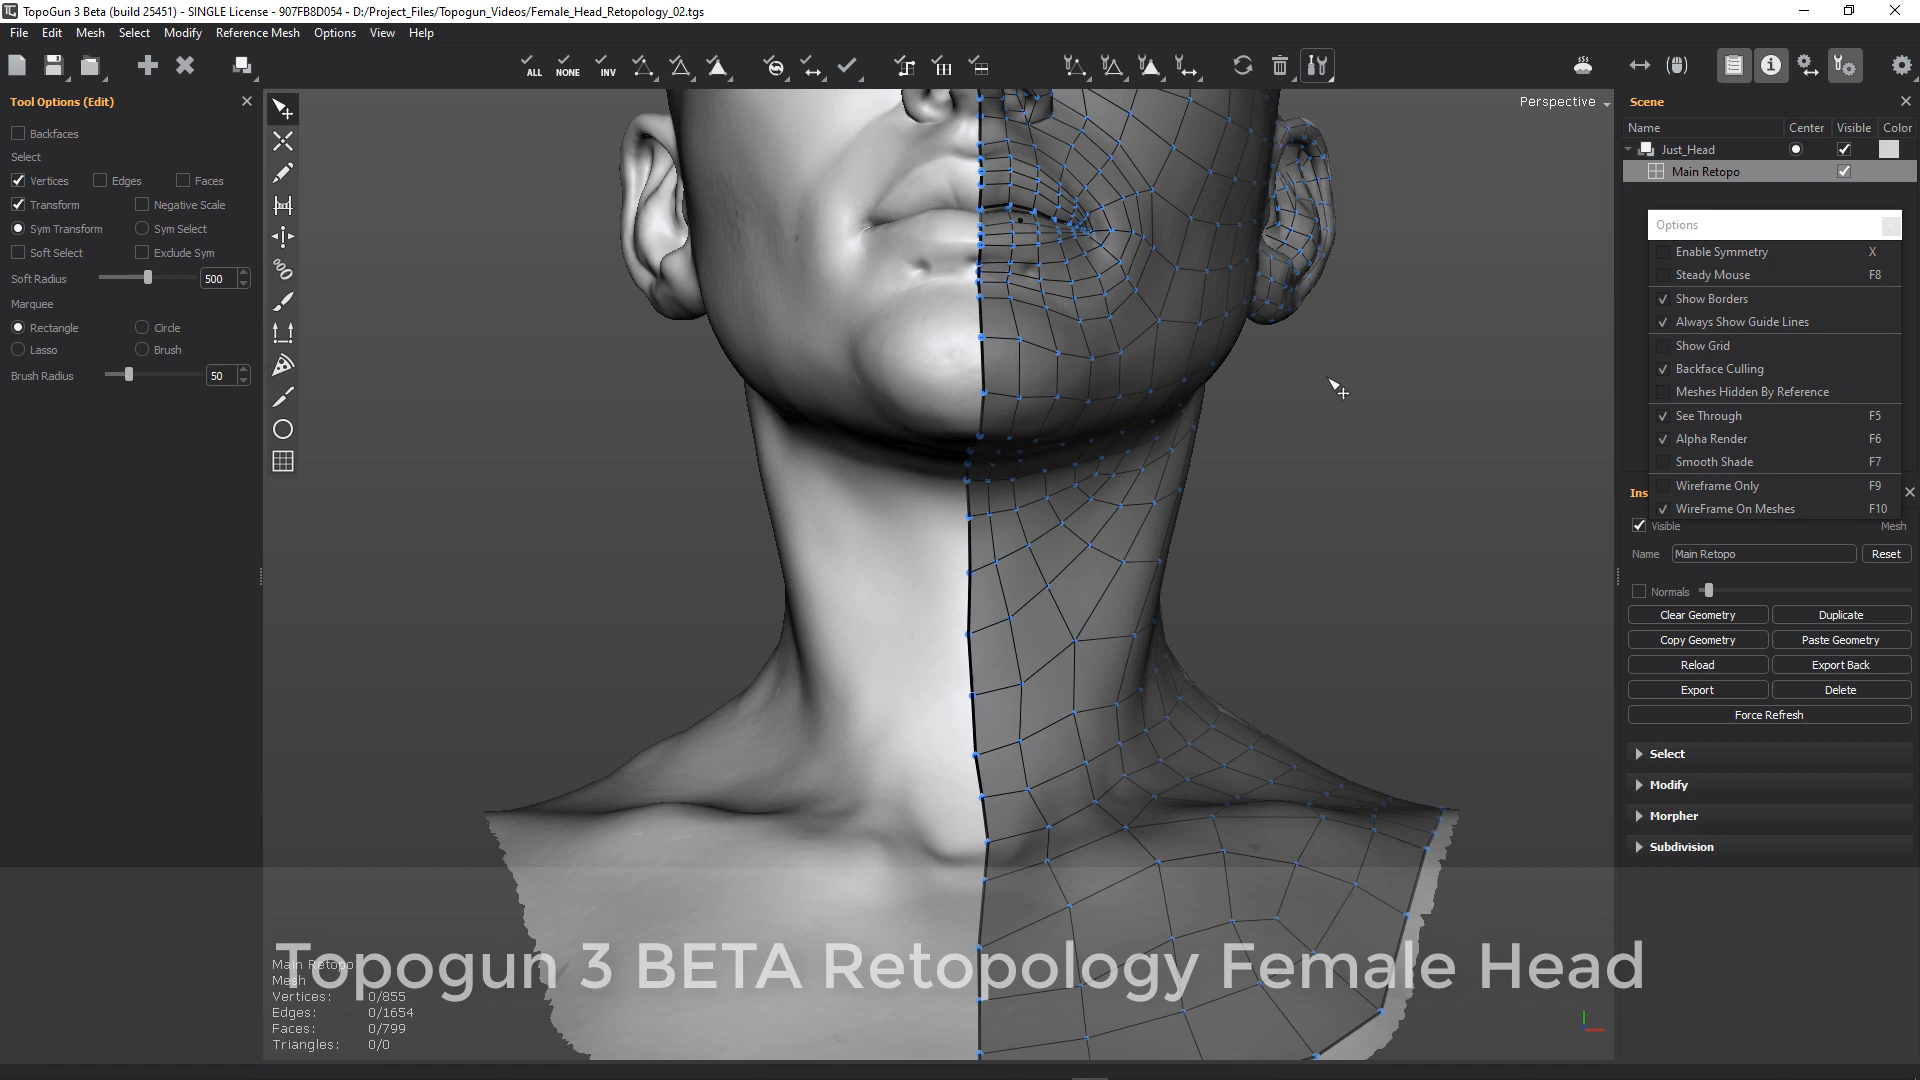 TopoGun 3 Beta (build 25451) - SINGLE License - 907FB8D054 - D:/Project_Files/Topogun_Videos/Female_Head_Retopology_02.tgs
File Edit Mesh Select Modify Reference Mesh Options View Help
ALL NONE INV
Tool Options (Edit)
Backfaces
Select
Vertices Edges Faces
Transform Negative Scale
Sym Transform Sym Select
Soft Select Exclude Sym
Soft Radius 500
Marquee
Rectangle Circle
Lasso Brush
Brush Radius 50
Perspective
Scene
Name Center Visible Color
Just_Head
Main Retopo
Options
Enable Symmetry X
Steady Mouse F8
Show Borders
Always Show Guide Lines
Show Grid
Backface Culling
Meshes Hidden By Reference
See Through F5
Alpha Render F6
Smooth Shade F7
Wireframe Only F9
WireFrame On Meshes F10
Ins
Visible Mesh
Name Main Retopo Reset
Normals
Clear Geometry Duplicate
Copy Geometry Paste Geometry
Reload Export Back
Export Delete
Force Refresh
Select
Modify
Morpher
Subdivision
Topogun 3 BETA Retopology Female Head
Main Retopo
Mesh
Vertices: 0/855
Edges: 0/1654
Faces: 0/799
Triangles: 0/0